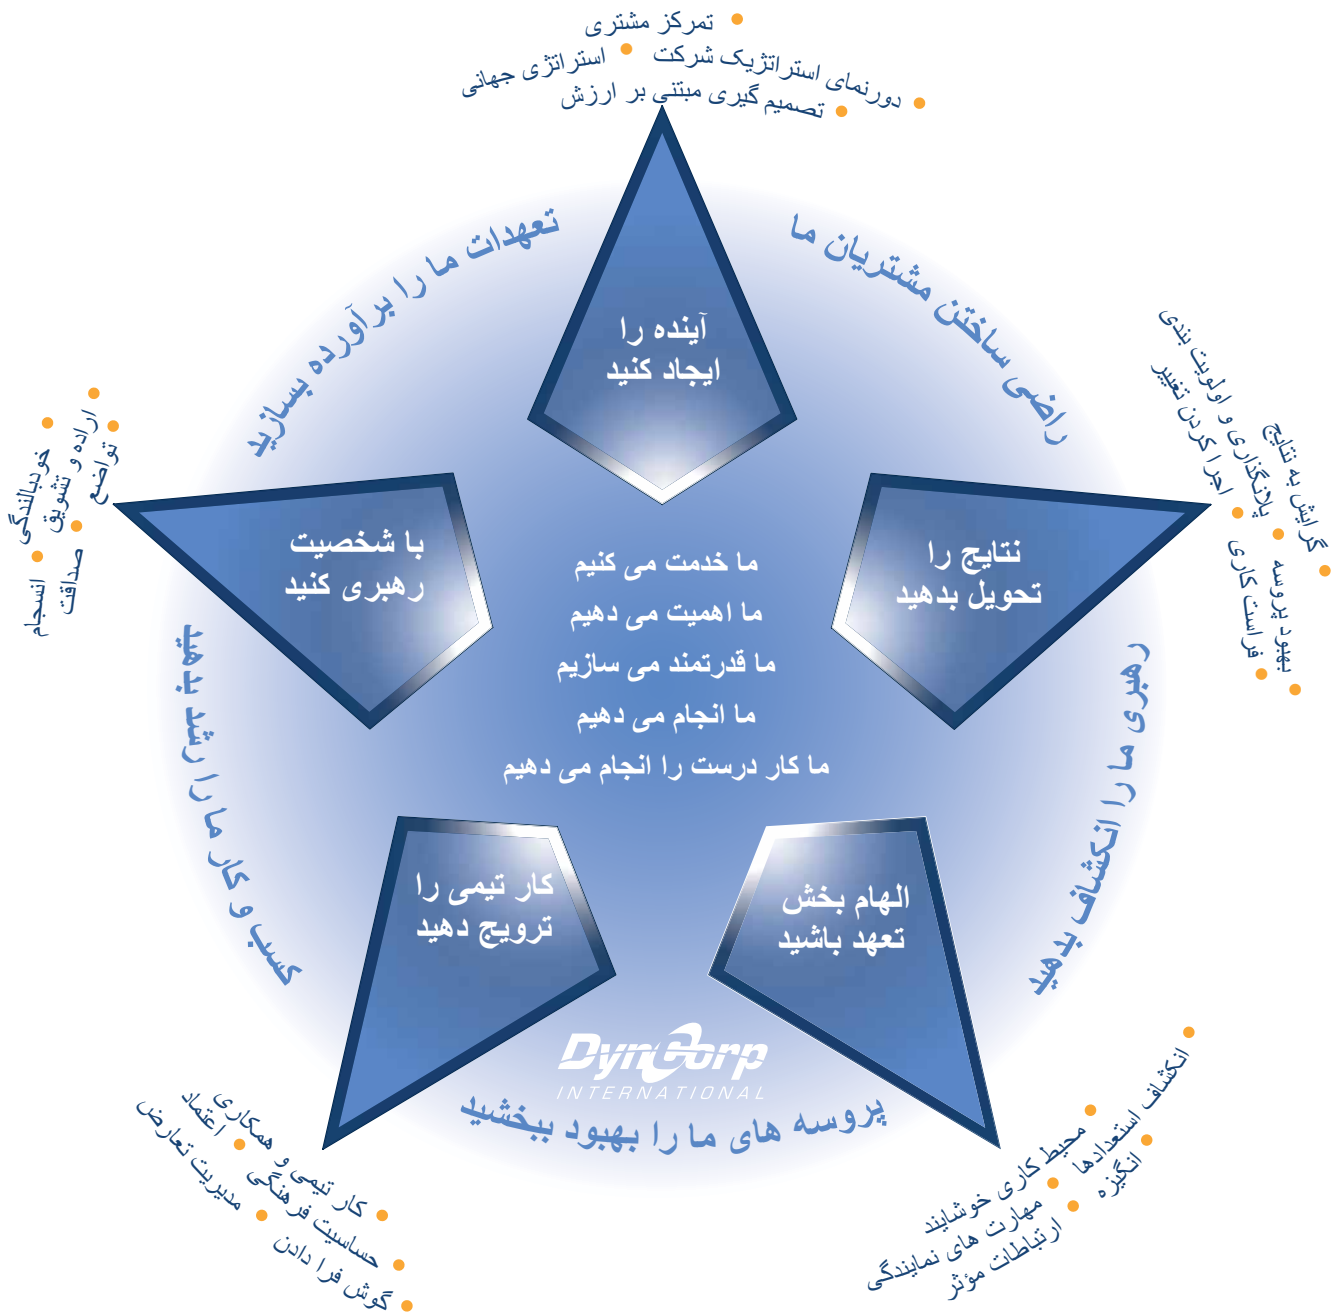 تمرکز مشتری
دورنمای استراتژیک شرکت
استراتژی جهانی
تصمیم گیری مبتنی بر ارزش
راضی ساختن مشتریان ما
تعهدات ما را برآورده بسازید
آینده را
ایجاد کنید
گرایش به نتایج
پلانگذاری و اولویت بندی
اجرا کردن تغییر
بهبود پروسه
فراست کاری
نتایج را
تحویل بدهید
اراده و تشویق
تواضع
خودبالندگی
صداقت
انسجام
با شخصیت
رهبری کنید
ما خدمت می کنیم
ما اهمیت می دهیم
ما قدرتمند می سازیم
ما انجام می دهیم
ما کار درست را انجام می دهیم
رهبری ما را انکشاف بدهید
کسب و کار ما را رشد بدهید
الهام بخش
تعهد باشید
کار تیمی را
ترویج دهید
DynCorp
INTERNATIONAL
پروسه های ما را بهبود ببخشید
انکشاف استعدادها
محیط کاری خوشایند
انگیزه
مهارت های نمایندگی
ارتباطات مؤثر
کار تیمی و همکاری
اعتماد
حساسیت فرهنگی
مدیریت تعارض
گوش فرا دادن